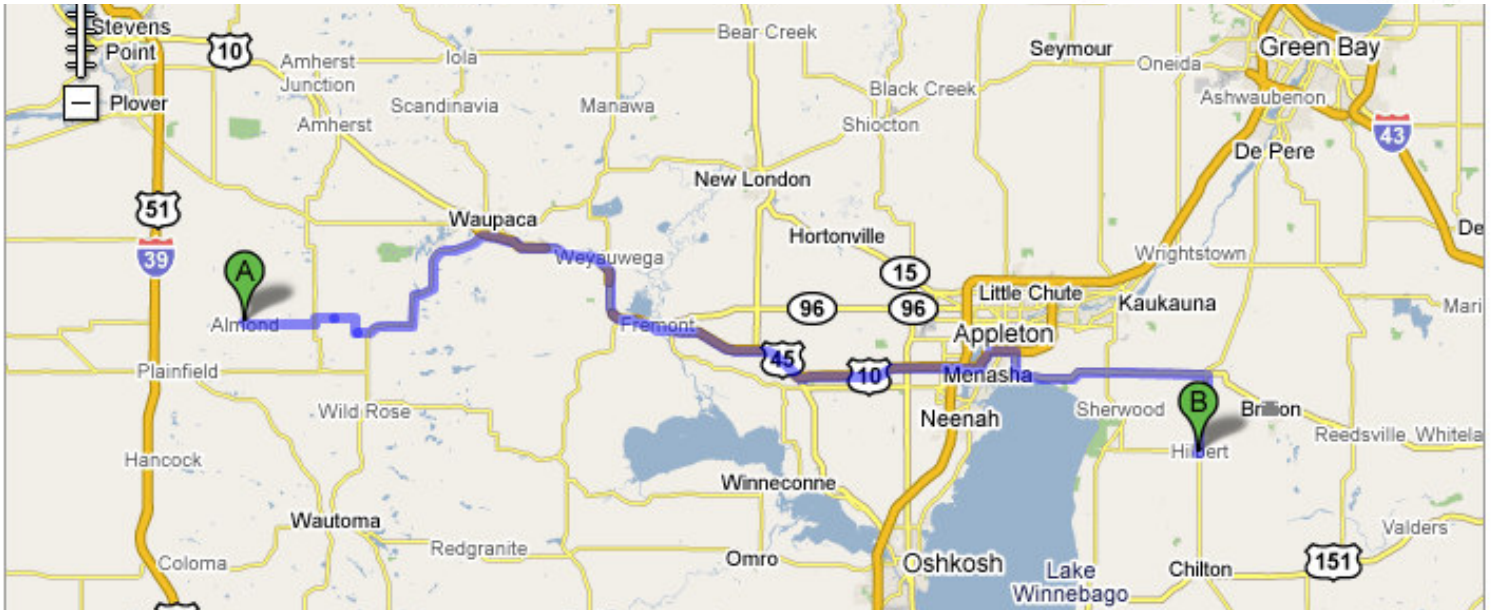 Stevens
Point
10
Bear Creek
Seymour
Green Bay
Amherst
Junction
Iola
Oneida
Plover
Scandinavia
Manawa
Black Creek
Ashwaubenon
Amherst
Shiocton
43
De Pere
New London
51
Waupaca
De
39
Hortonville
Weyauwega
Wrightstown
A
15
Little Chute
Kaukauna
96
96
Mari
Almond
Fremont
Appleton
45
10
Menasha
Plainfield
B
Wild Rose
Sherwood
Neenah
Reedsville
Whitela
Hilbert
Hancock
Winneconne
Wautoma
Valders
Redgranite
Omro
Oshkosh
Coloma
Lake
Winnebago
Chilton
151